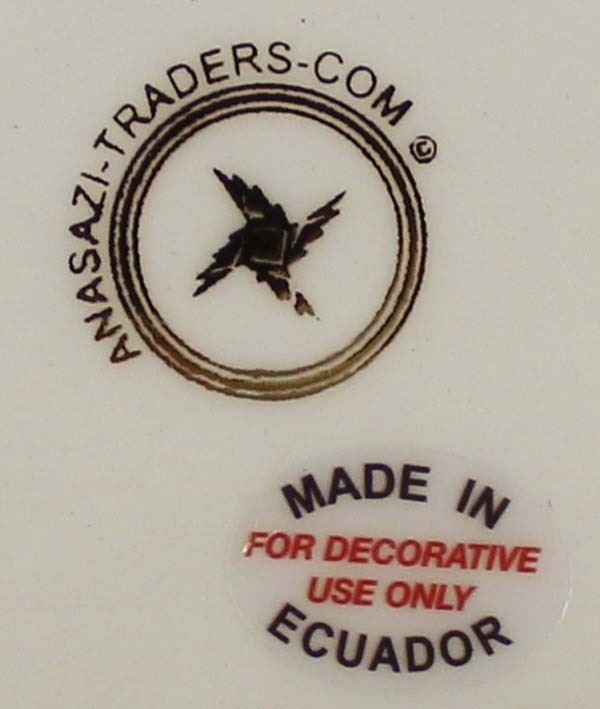 ANASAZI-TRADERS-COM ©
MADE IN
FOR DECORATIVE
USE ONLY
ECUADOR